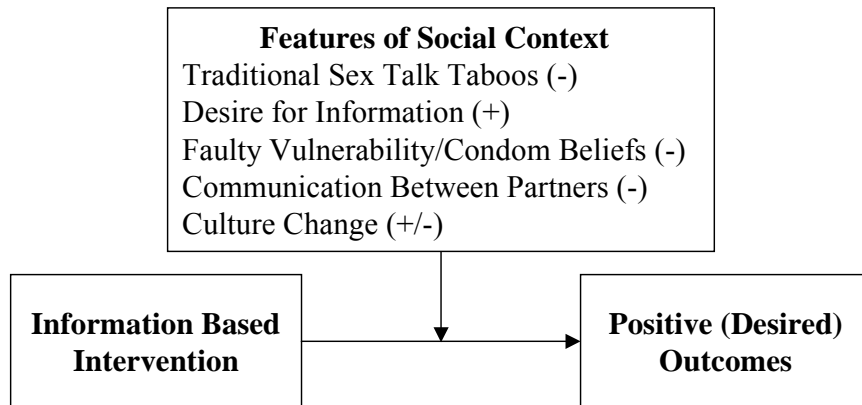 Features of Social Context
Traditional Sex Talk Taboos (-)
Desire for Information (+)
Faulty Vulnerability/Condom Beliefs (-)
Communication Between Partners (-)
Culture Change (+/-)
Information Based
Intervention
Positive (Desired)
Outcomes